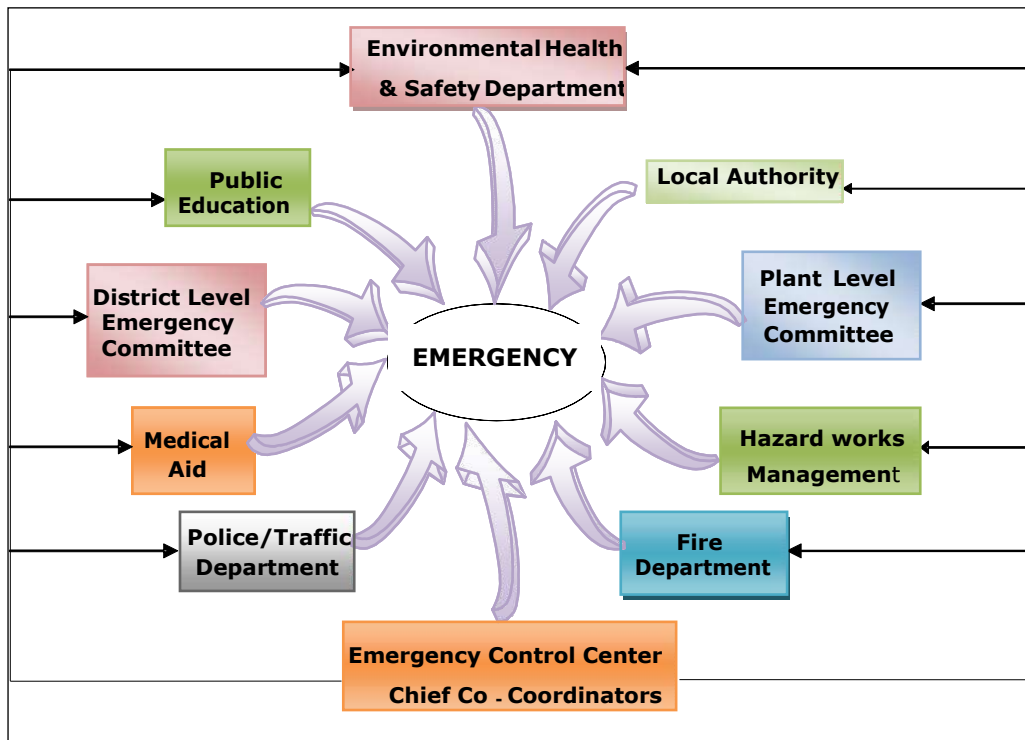 Environmental Health
& Safety Department
Public
Education
Local Authority
District Level
Emergency
Committee
Plant Level
Emergency
Committee
EMERGENCY
Medical
Aid
Hazard works
Management
Police/Traffic
Department
Fire
Department
Emergency Control Center
Chief Co - Coordinators